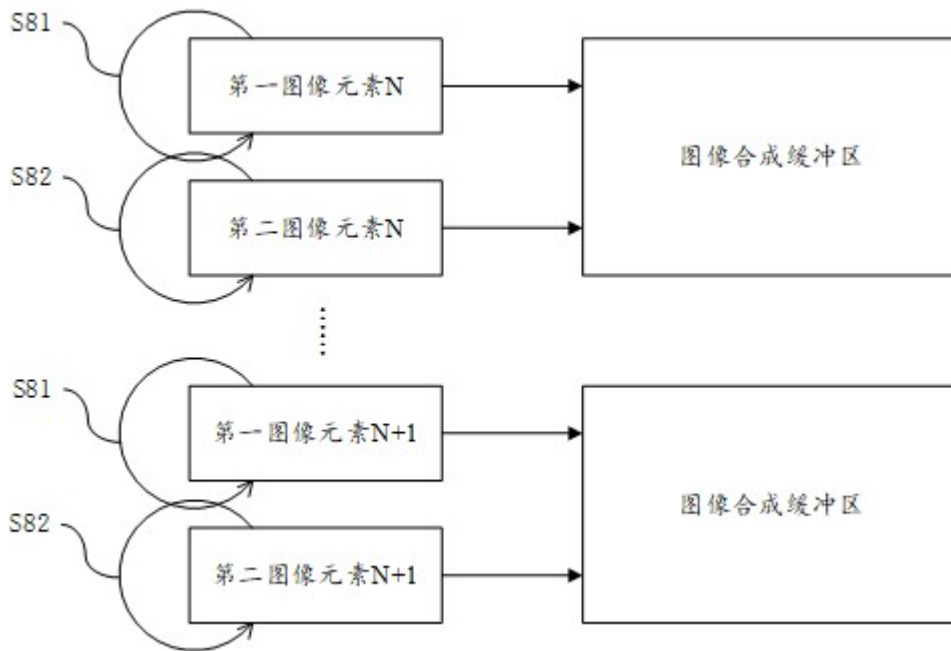 S81
第一图像元素N
图像合成缓冲区
S82
第二图像元素N
S81
第一图像元素N+1
图像合成缓冲区
S82
第二图像元素N+1